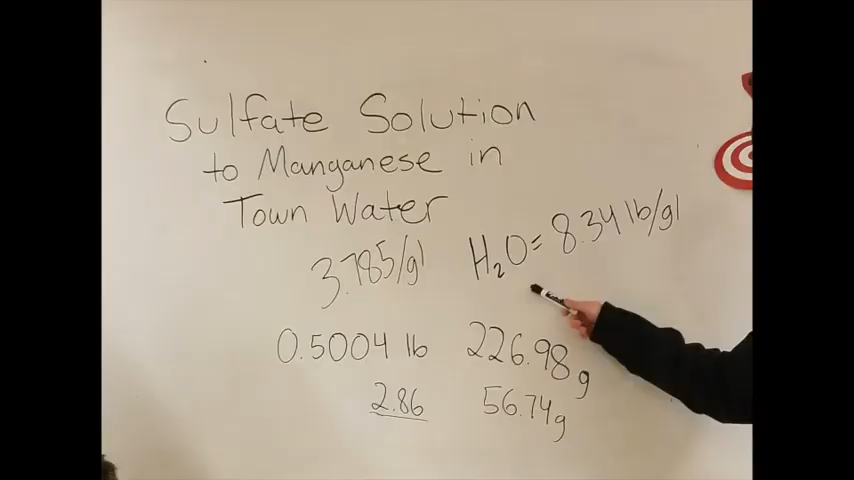 Sulfate Solution
to Manganese in
Town Water
3.785/gl
H₂O = 8.34 lb/gl
0.5004 lb
226.98g
2.86
56.74g